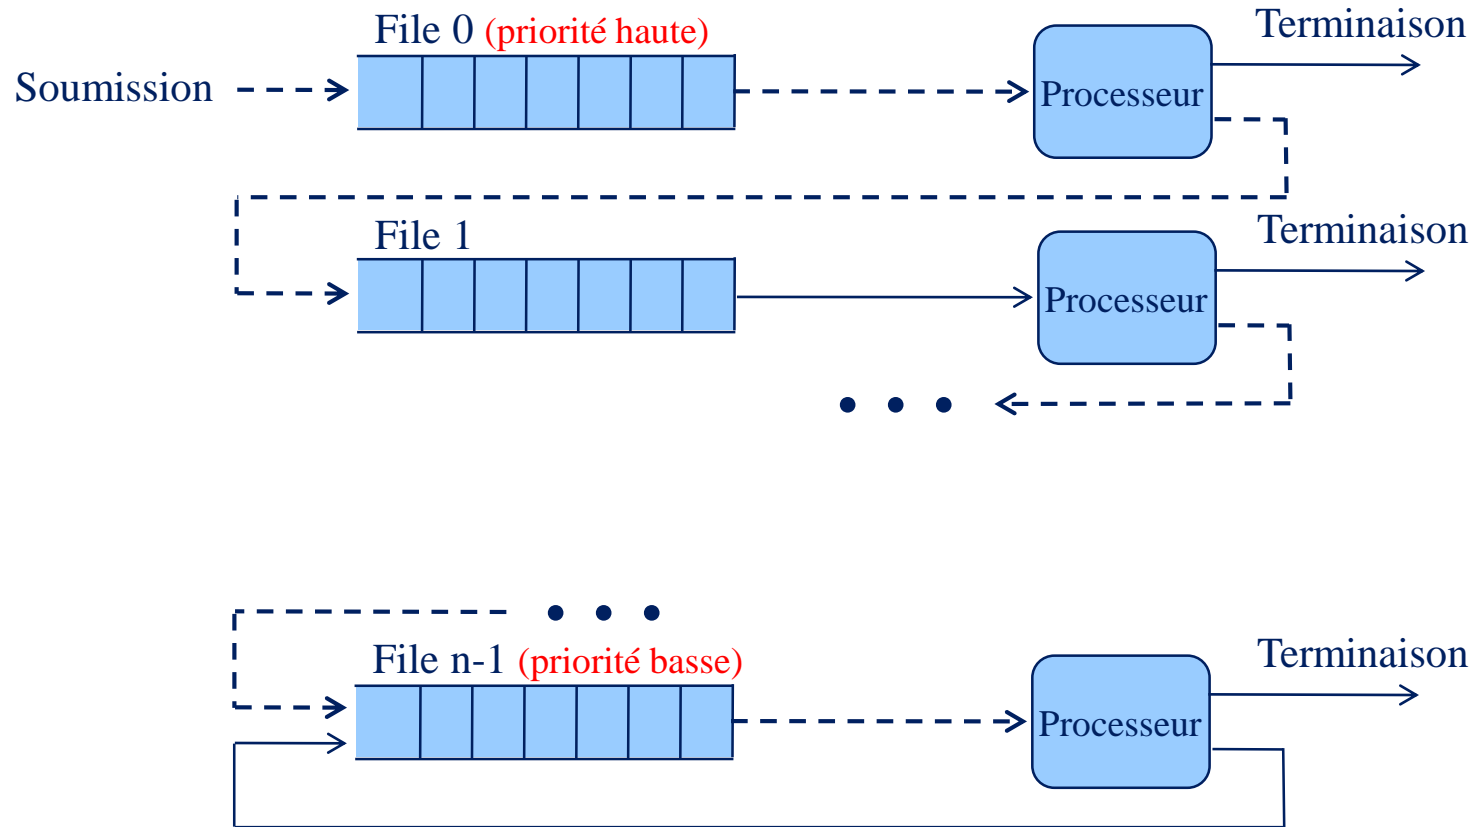 File 0 (priorité haute)
Terminaison
Soumission
Processeur
File 1
Terminaison
Processeur
• • •
• • •
File n-1 (priorité basse)
Terminaison
Processeur